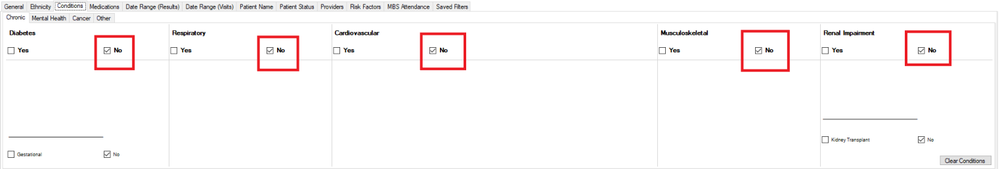 General Ethnicity Conditions Medications Date Range (Results) Date Range (Visits) Patient Name Patient Status Providers Risk Factors MBS Attendance Saved Filters
Chronic Mental Health Cancer Other
Diabetes Respiratory Cardiovascular Musculoskeletal Renal Impairment
Yes No Yes No Yes No Yes No Yes No
Kidney Transplant No
Gestational No
Clear Conditions